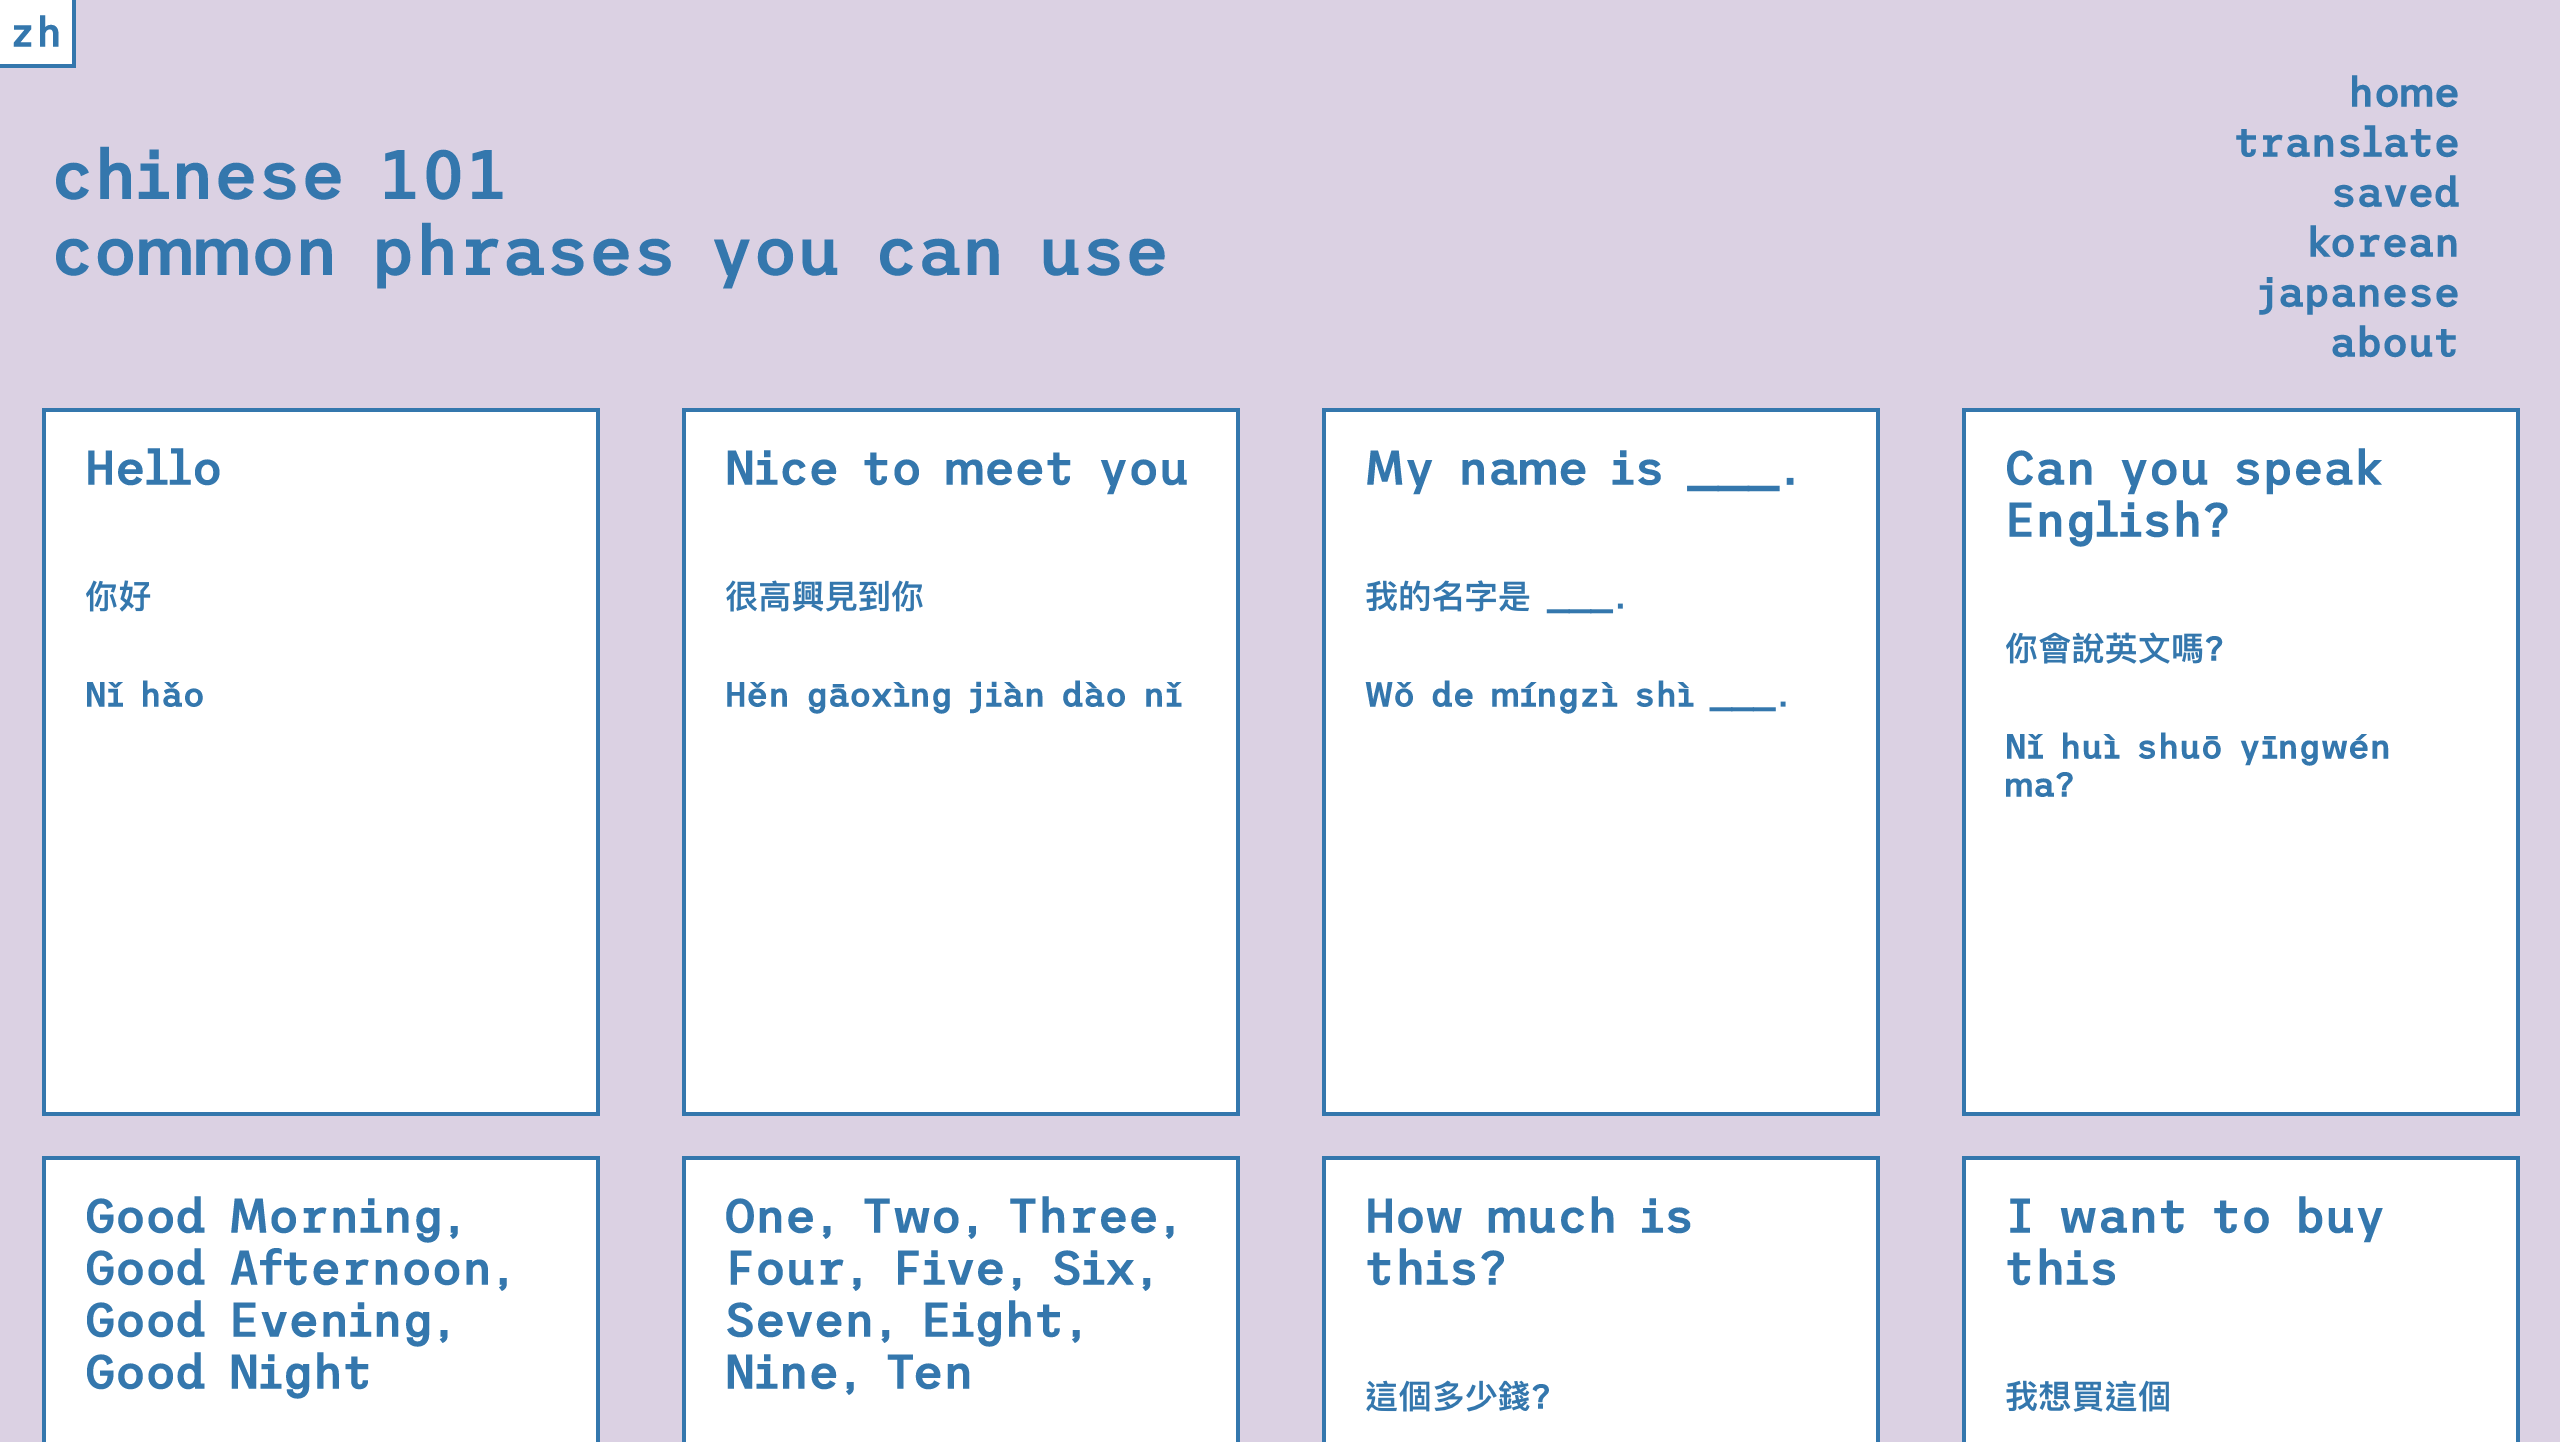 zh
home
translate
saved
korean
japanese
about
chinese 101
common phrases you can use
Hello
你好
Nǐ hǎo
Nice to meet you
很高興見到你
Hěn gāoxìng jiàn dào nǐ
My name is ___.
我的名字是 ___.
Wǒ de míngzì shì ___.
Can you speak
English?
你會說英文嗎?
Nǐ huì shuō yīngwén
ma?
Good Morning,
Good Afternoon,
Good Evening,
Good Night
One, Two, Three,
Four, Five, Six,
Seven, Eight,
Nine, Ten
How much is
this?
這個多少錢?
I want to buy
this
我想買這個